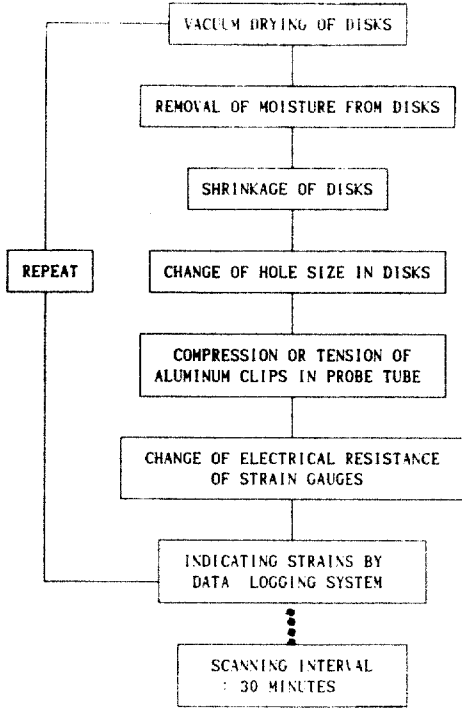 VACUUM DRYING OF DISKS
REMOVAL OF MOISTURE FROM DISKS
SHRINKAGE OF DISKS
REPEAT
CHANGE OF HOLE SIZE IN DISKS
COMPRESSION OR TENSION OF
ALUMINUM CLIPS IN PROBE TUBE
CHANGE OF ELECTRICAL RESISTANCE
OF STRAIN GAUGES
INDICATING STRAINS BY
DATA LOGGING SYSTEM
SCANNING INTERVAL
: 30 MINUTES